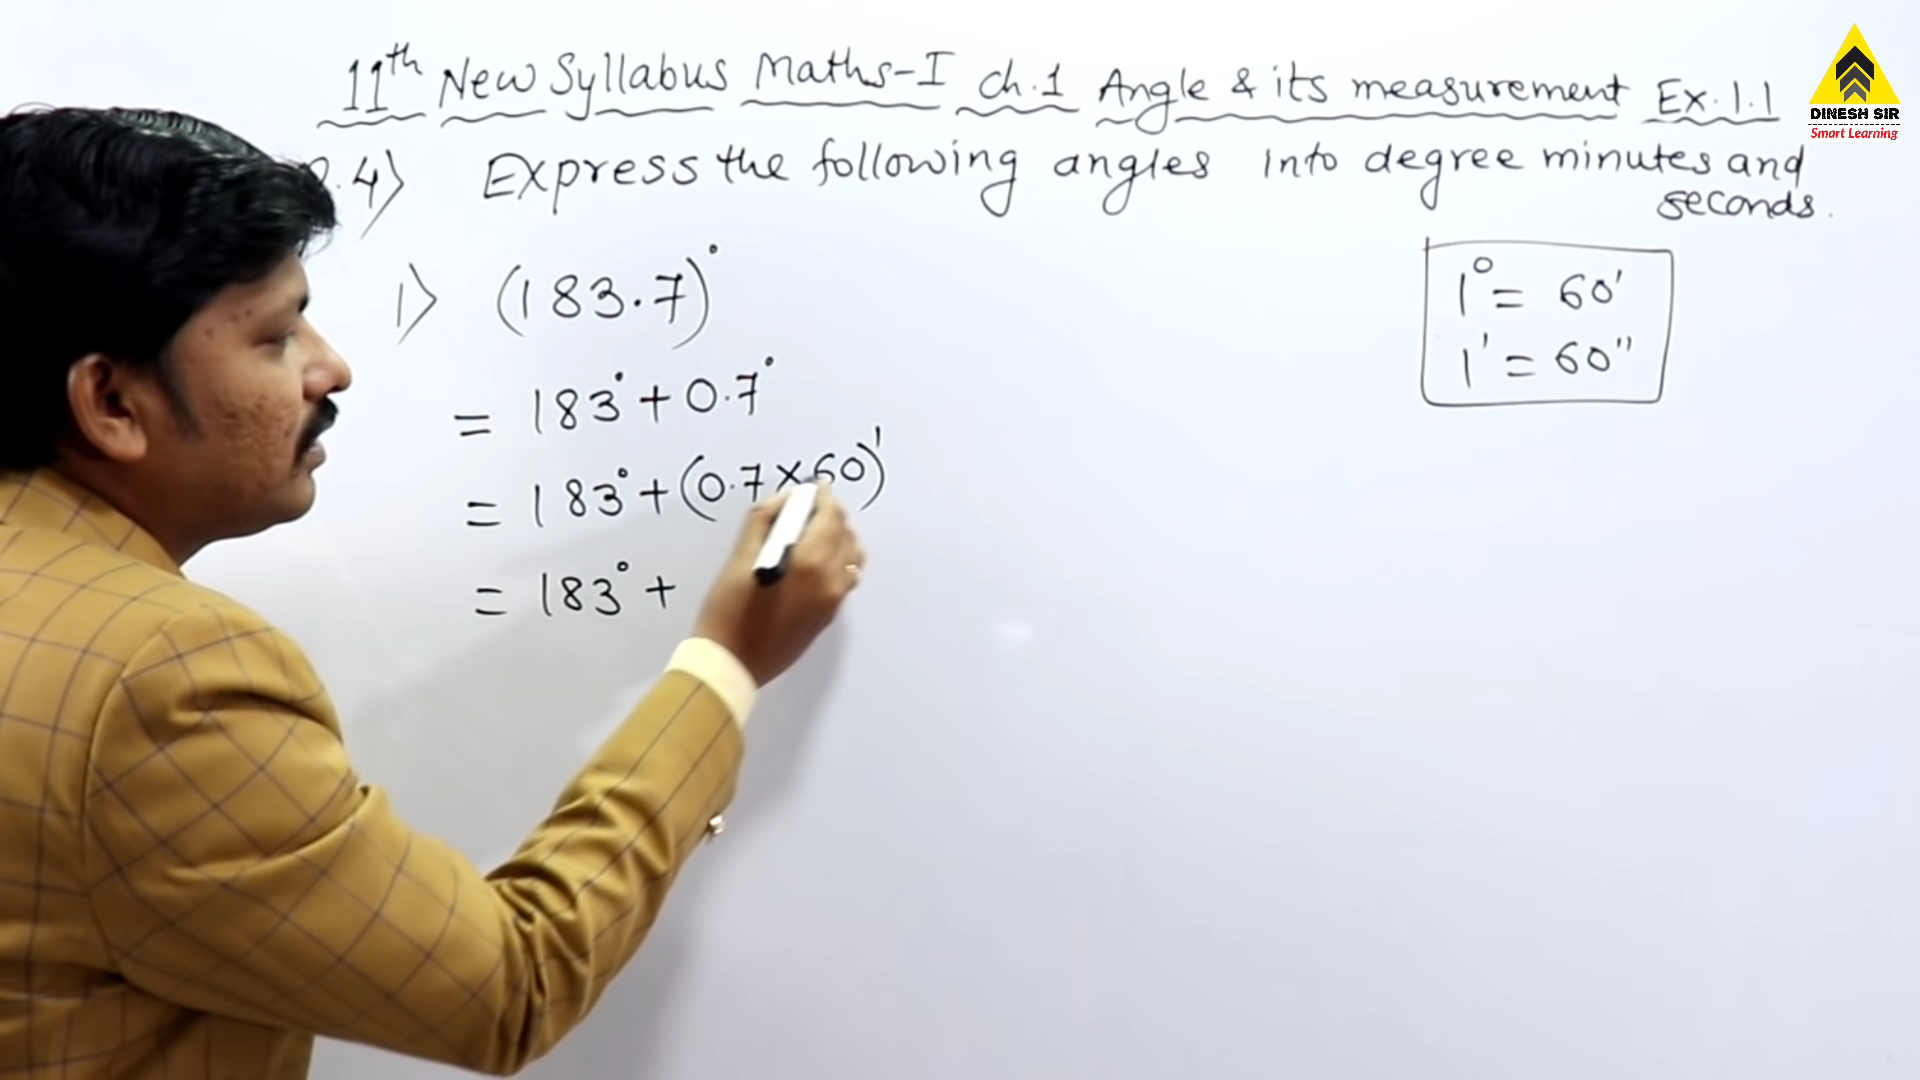 11th New Syllabus Maths-I Ch.1 Angle & its measurement Ex.1.1
DINESH SIR
Smart Learning
.4) Express the following angles into degree minutes and
seconds.
1) (183.7)°
1° = 60'
1' = 60"
= 183° + 0.7°
= 183° + (0.7×60)'
= 183° +